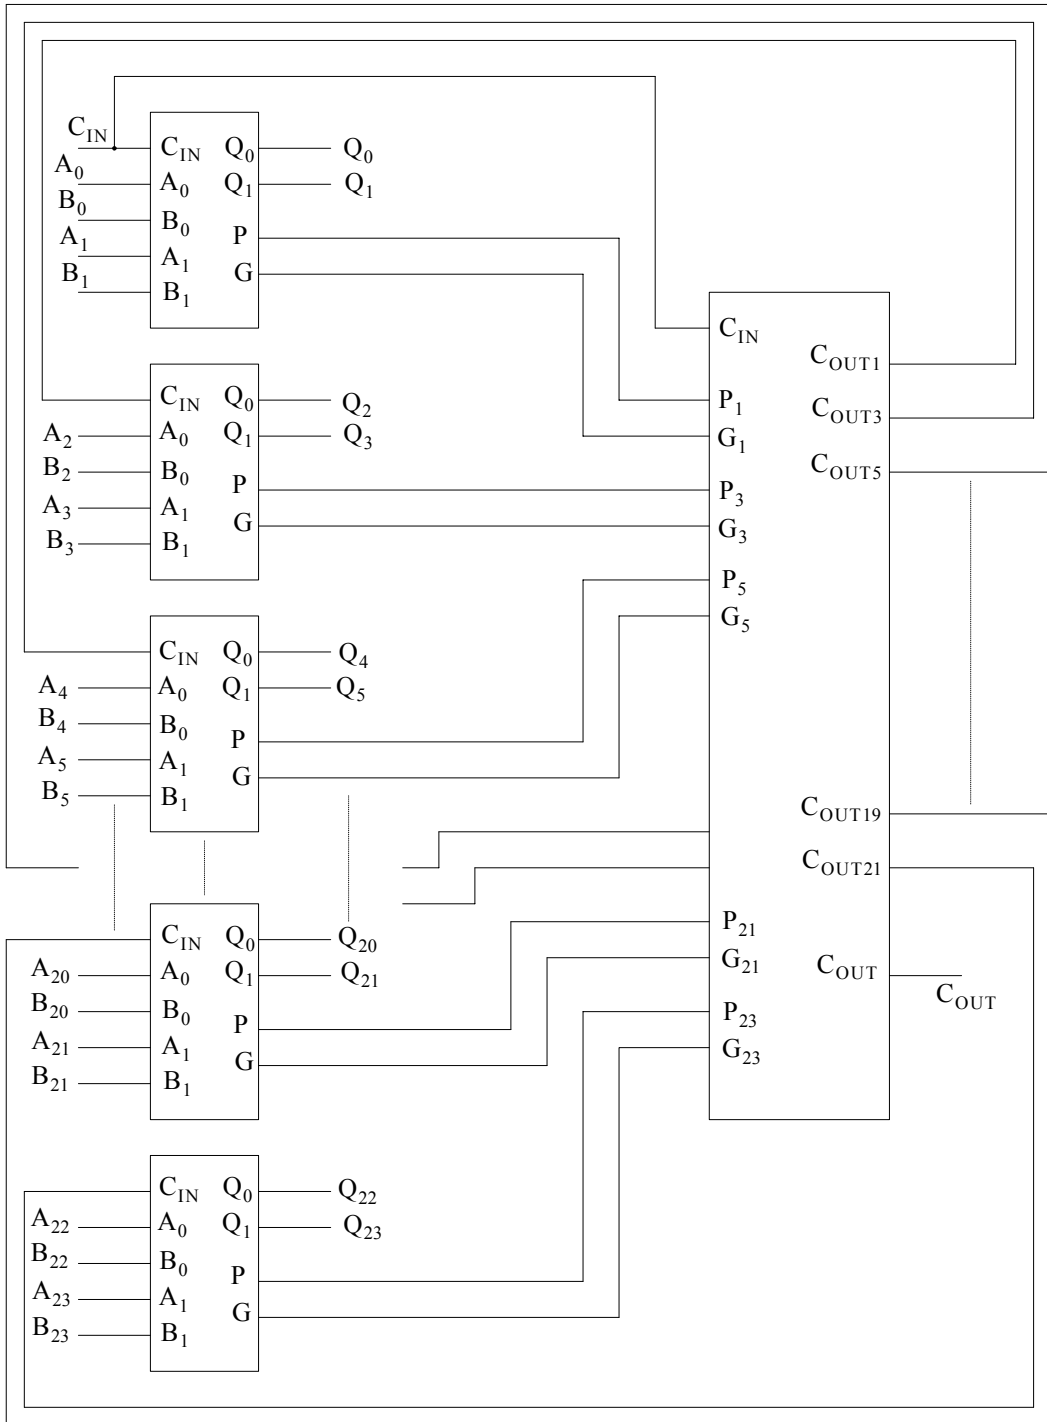 C_IN
A_0
B_0
A_1
B_1
C_IN Q_0
A_0 Q_1
B_0
P
A_1
G
B_1
Q_0
Q_1
A_2
B_2
A_3
B_3
C_IN Q_0
A_0 Q_1
B_0
P
A_1
G
B_1
Q_2
Q_3
A_4
B_4
A_5
B_5
C_IN Q_0
A_0 Q_1
B_0
P
A_1
G
B_1
Q_4
Q_5
A_20
B_20
A_21
B_21
C_IN Q_0
A_0 Q_1
B_0
P
A_1
G
B_1
Q_20
Q_21
A_22
B_22
A_23
B_23
C_IN Q_0
A_0 Q_1
B_0
P
A_1
G
B_1
Q_22
Q_23
C_IN
P_1
G_1
P_3
G_3
P_5
G_5
P_21
G_21
P_23
G_23
C_OUT1
C_OUT3
C_OUT5
C_OUT19
C_OUT21
C_OUT
C_OUT